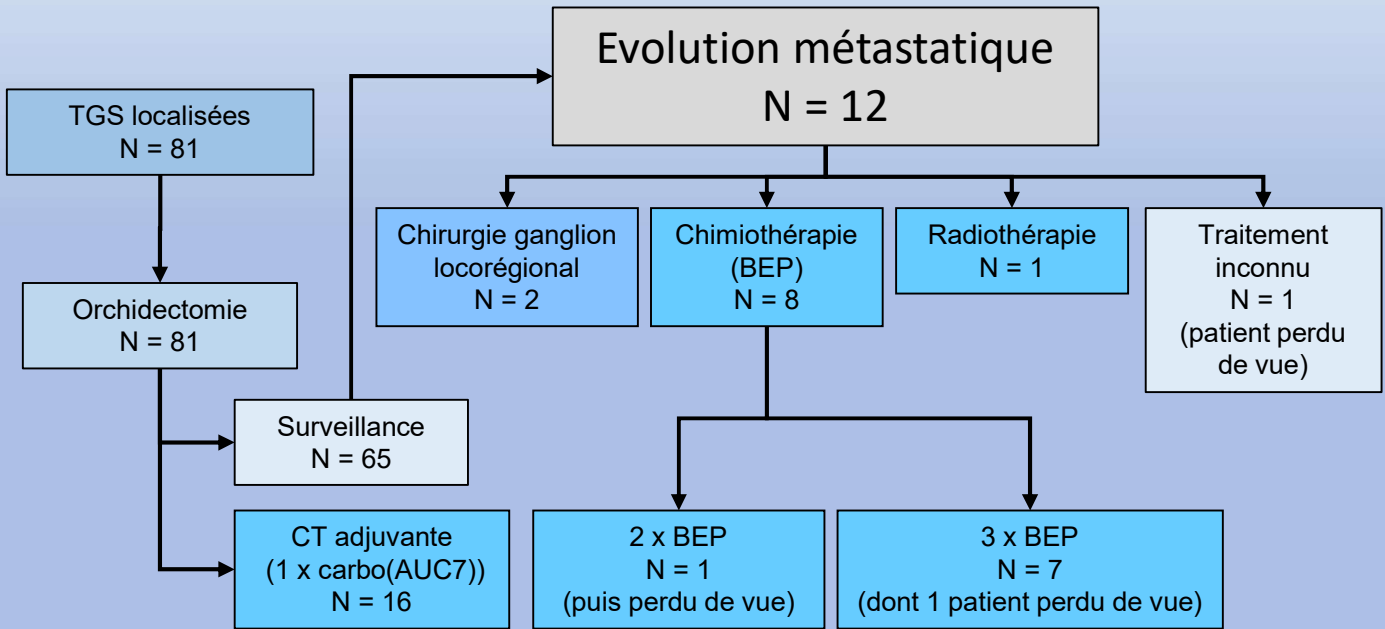 Evolution métastatique
N = 12
TGS localisées
N = 81
Orchidectomie
N = 81
Surveillance
N = 65
CT adjuvante
(1 x carbo(AUC7))
N = 16
Chirurgie ganglion
locorégional
N = 2
Chimiothérapie
(BEP)
N = 8
Radiothérapie
N = 1
Traitement
inconnu
N = 1
(patient perdu
de vue)
2 x BEP
N = 1
(puis perdu de vue)
3 x BEP
N = 7
(dont 1 patient perdu de vue)